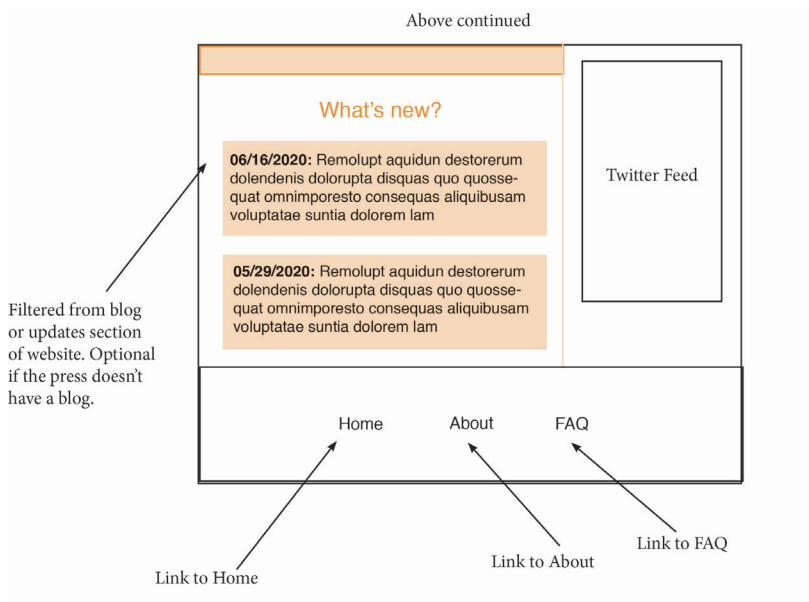 Above continued
What's new?
06/16/2020: Remolupt aquidun destorerum
dolendenis dolorupta disquas quo quosse-
quat omnimporesto consequas aliquibusam
voluptatae suntia dolorem lam
Twitter Feed
05/29/2020: Remolupt aquidun destorerum
dolendenis dolorupta disquas quo quosse-
quat omnimporesto consequas aliquibusam
voluptatae suntia dolorem lam
Filtered from blog
or updates section
of website. Optional
if the press doesn't
have a blog.
Home
About
FAQ
Link to FAQ
Link to About
Link to Home